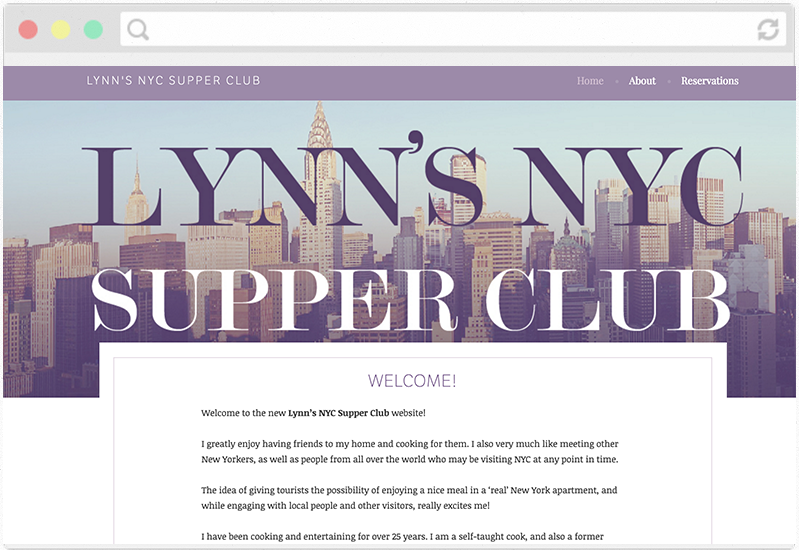 LYNN'S NYC SUPPER CLUB
Home • About • Reservations
LYNN'S NYC
SUPPER CLUB
WELCOME!
Welcome to the new Lynn's NYC Supper Club website!
I greatly enjoy having friends to my home and cooking for them. I also very much like meeting other
New Yorkers, as well as people from all over the world who may be visiting NYC at any point in time.
The idea of giving tourists the possibility of enjoying a nice meal in a 'real' New York apartment, and
while engaging with local people and other visitors, really excites me!
I have been cooking and entertaining for over 25 years. I am a self-taught cook, and also a former